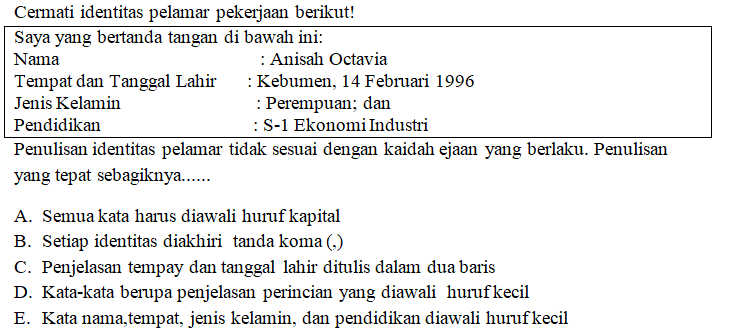 Cermati identitas pelamar pekerjaan berikut!
Saya yang bertanda tangan di bawah ini:
Nama : Anisah Octavia
Tempat dan Tanggal Lahir : Kebumen, 14 Februari 1996
Jenis Kelamin : Perempuan; dan
Pendidikan : S-1 Ekonomi Industri
Penulisan identitas pelamar tidak sesuai dengan kaidah ejaan yang berlaku. Penulisan
yang tepat sebagiknya......
A. Semua kata harus diawali huruf kapital
B. Setiap identitas diakhiri tanda koma (,)
C. Penjelasan tempay dan tanggal lahir ditulis dalam dua baris
D. Kata-kata berupa penjelasan perincian yang diawali huruf kecil
E. Kata nama,tempat, jenis kelamin, dan pendidikan diawali huruf kecil